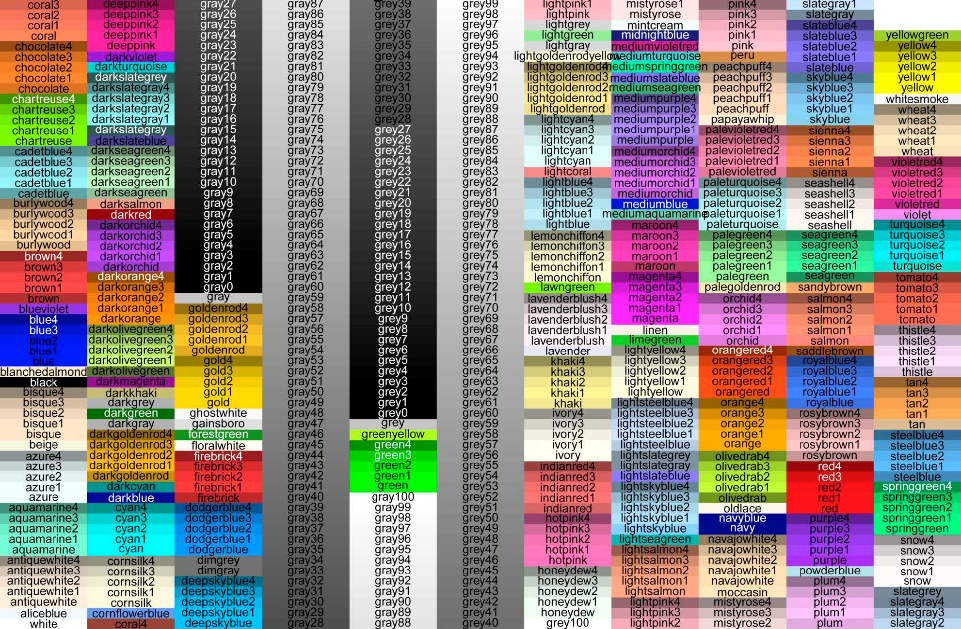 coral3
coral2
coral1
coral
chocolate4
chocolate3
chocolate2
chocolate1
chocolate
chartreuse4
chartreuse3
chartreuse2
chartreuse1
chartreuse
cadetblue4
cadetblue3
cadetblue2
cadetblue1
cadetblue
burlywood4
burlywood3
burlywood2
burlywood1
burlywood
brown4
brown3
brown2
brown1
brown
blueviolet
blue4
blue3
blue2
blue1
blue
blanchedalmond
black
bisque4
bisque3
bisque2
bisque1
bisque
beige
azure4
azure3
azure2
azure1
azure
aquamarine4
aquamarine3
aquamarine2
aquamarine1
aquamarine
antiquewhite4
antiquewhite3
antiquewhite2
antiquewhite1
antiquewhite
aliceblue
white
deeppink4
deeppink3
deeppink2
deeppink1
deeppink
darkviolet
darkturquoise
darkslategrey
darkslategray4
darkslategray3
darkslategray2
darkslategray1
darkslategray
darkslateblue
darkseagreen4
darkseagreen3
darkseagreen2
darkseagreen1
darkseagreen
darksalmon
darkred
darkorchid4
darkorchid3
darkorchid2
darkorchid1
darkorchid
darkorange4
darkorange3
darkorange2
darkorange1
darkorange
darkolivegreen4
darkolivegreen3
darkolivegreen2
darkolivegreen1
darkolivegreen
darkmagenta
darkkhaki
darkgrey
darkgreen
darkgray
darkgoldenrod4
darkgoldenrod3
darkgoldenrod2
darkgoldenrod1
darkgoldenrod
darkcyan
darkblue
cyan4
cyan3
cyan2
cyan1
cyan
cornsilk4
cornsilk3
cornsilk2
cornsilk1
cornsilk
cornflowerblue
coral4
gray27
gray26
gray25
gray24
gray23
gray22
gray21
gray20
gray19
gray18
gray17
gray16
gray15
gray14
gray13
gray12
gray11
gray10
gray9
gray8
gray7
gray6
gray5
gray4
gray3
gray2
gray1
gray0
gray
goldenrod4
goldenrod3
goldenrod2
goldenrod1
goldenrod
gold4
gold3
gold2
gold1
gold
ghostwhite
gainsboro
forestgreen
florawhite
firebrick4
firebrick3
firebrick2
firebrick1
firebrick
dodgerblue4
dodgerblue3
dodgerblue2
dodgerblue1
dodgerblue
dimgrey
dimgray
deepskyblue4
deepskyblue3
deepskyblue2
deepskyblue1
deepskyblue
gray87
gray86
gray85
gray84
gray83
gray82
gray81
gray80
gray79
gray78
gray77
gray76
gray75
gray74
gray73
gray72
gray71
gray70
gray69
gray68
gray67
gray66
gray65
gray64
gray63
gray62
gray61
gray60
gray59
gray58
gray57
gray56
gray55
gray54
gray53
gray52
gray51
gray50
gray49
gray48
gray47
gray46
gray45
gray44
gray43
gray42
gray41
gray40
gray39
gray38
gray37
gray36
gray35
gray34
gray33
gray32
gray31
gray30
gray29
gray28
grey39
grey38
grey37
grey36
grey35
grey34
grey33
grey32
grey31
grey30
grey29
grey28
grey27
grey26
grey25
grey24
grey23
grey22
grey21
grey20
grey19
grey18
grey17
grey16
grey15
grey14
grey13
grey12
grey11
grey10
grey9
grey8
grey7
grey6
grey5
grey4
grey3
grey2
grey1
grey0
grey
greenyellow
green4
green3
green2
green1
green
gray100
gray99
gray98
gray97
gray96
gray95
gray94
gray93
gray92
gray91
gray90
gray89
gray88
grey99
grey98
grey97
grey96
grey95
grey94
grey93
grey92
grey91
grey90
grey89
grey88
grey87
grey86
grey85
grey84
grey83
grey82
grey81
grey80
grey79
grey78
grey77
grey76
grey75
grey74
grey73
grey72
grey71
grey70
grey69
grey68
grey67
grey66
grey65
grey64
grey63
grey62
grey61
grey60
grey59
grey58
grey57
grey56
grey55
grey54
grey53
grey52
grey51
grey50
grey49
grey48
grey47
grey46
grey45
grey44
grey43
grey42
grey41
grey40
lightpink1
lightpink
lightgrey
lightgreen
lightgray
lightgoldenrodyellow
lightgoldenrod4
lightgoldenrod3
lightgoldenrod2
lightgoldenrod1
lightgoldenrod
lightcyan4
lightcyan3
lightcyan2
lightcyan1
lightcyan
lightcoral
lightblue4
lightblue3
lightblue2
lightblue1
lightblue
lemonchiffon4
lemonchiffon3
lemonchiffon2
lemonchiffon1
lemonchiffon
lawngreen
lavenderblush4
lavenderblush3
lavenderblush2
lavenderblush1
lavenderblush
lavender
khaki4
khaki3
khaki2
khaki1
khaki
ivory4
ivory3
ivory2
ivory1
ivory
indianred4
indianred3
indianred2
indianred1
indianred
hotpink4
hotpink3
hotpink2
hotpink1
hotpink
honeydew4
honeydew3
honeydew2
honeydew1
honeydew
grey100
mistyrose1
mistyrose
mintcream
midnightblue
mediumvioletred
mediumturquoise
mediumspringgreen
mediumslateblue
mediumseagreen
mediumpurple4
mediumpurple3
mediumpurple2
mediumpurple1
mediumpurple
mediumorchid4
mediumorchid3
mediumorchid2
mediumorchid1
mediumorchid
mediumblue
mediumaquamarine
maroon4
maroon3
maroon2
maroon1
maroon
magenta4
magenta3
magenta2
magenta1
magenta
linen
limegreen
lightyellow4
lightyellow3
lightyellow2
lightyellow1
lightyellow
lightsteelblue4
lightsteelblue3
lightsteelblue2
lightsteelblue1
lightsteelblue
lightslategrey
lightslategray
lightslateblue
lightskyblue4
lightskyblue3
lightskyblue2
lightskyblue1
lightskyblue
lightseagreen
lightsalmon4
lightsalmon3
lightsalmon2
lightsalmon1
lightsalmon
lightpink4
lightpink3
lightpink2
pink4
pink3
pink2
pink1
pink
peru
peachpuff4
peachpuff3
peachpuff2
peachpuff1
peachpuff
papayawhip
palevioletred4
palevioletred3
palevioletred2
palevioletred1
palevioletred
paleturquoise4
paleturquoise3
paleturquoise2
paleturquoise1
paleturquoise
palegreen4
palegreen3
palegreen2
palegreen1
palegreen
palegoldenrod
orchid4
orchid3
orchid2
orchid1
orchid
orangered4
orangered3
orangered2
orangered1
orangered
orange4
orange3
orange2
orange1
orange
olivedrab4
olivedrab3
olivedrab2
olivedrab1
olivedrab
oldlace
navyblue
navy
navajowhite4
navajowhite3
navajowhite2
navajowhite1
navajowhite
moccasin
mistyrose4
mistyrose3
mistyrose2
slategray1
slategray
slateblue4
slateblue3
slateblue2
slateblue1
slateblue
skyblue4
skyblue3
skyblue2
skyblue1
skyblue
sienna4
sienna3
sienna2
sienna1
sienna
seashell4
seashell3
seashell2
seashell1
seashell
seagreen4
seagreen3
seagreen2
seagreen1
seagreen
sandybrown
salmon4
salmon3
salmon2
salmon1
salmon
saddlebrown
royalblue4
royalblue3
royalblue2
royalblue1
royalblue
rosybrown4
rosybrown3
rosybrown2
rosybrown1
rosybrown
red4
red3
red2
red1
red
purple4
purple3
purple2
purple1
purple
powderblue
plum4
plum3
plum2
plum1
plum
yellowgreen
yellow4
yellow3
yellow2
yellow1
yellow
whitesmoke
wheat4
wheat3
wheat2
wheat1
wheat
violetred4
violetred3
violetred2
violetred1
violetred
violet
turquoise4
turquoise3
turquoise2
turquoise1
turquoise
tomato4
tomato3
tomato2
tomato1
tomato
thistle4
thistle3
thistle2
thistle1
thistle
tan4
tan3
tan2
tan1
tan
steelblue4
steelblue3
steelblue2
steelblue1
steelblue
springgreen4
springgreen3
springgreen2
springgreen1
springgreen
snow4
snow3
snow2
snow1
snow
slategrey
slategray4
slategray3
slategray2